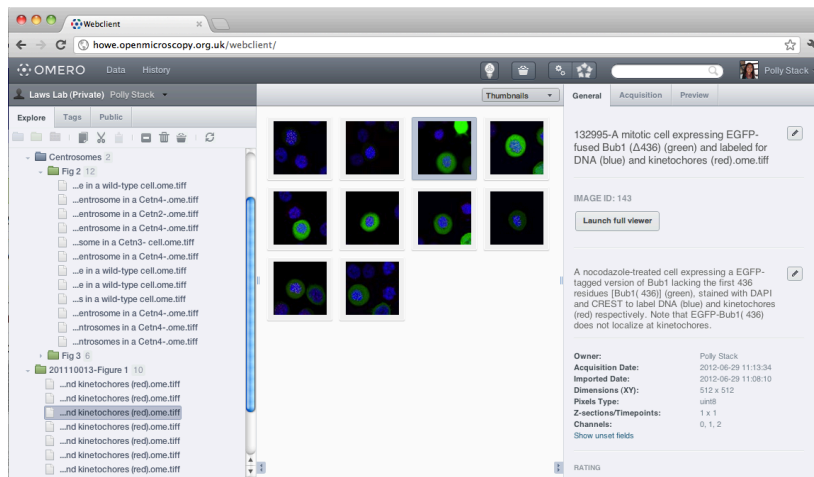 Webclient
howe.openmicroscopy.org.uk/webclient/
OMERO Data History
Polly Stack
Laws Lab (Private) Polly Stack
Thumbnails
General Acquisition Preview
Explore Tags Public
Centrosomes 2
Fig 2 12
...e in a wild-type cell.ome.tiff
...entrosome in a Cetn4-.ome.tiff
...entrosome in a Cetn2-.ome.tiff
...entrosome in a Cetn4-.ome.tiff
...some in a Cetn3- cell.ome.tiff
...entrosome in a Cetn4-.ome.tiff
...e in a wild-type cell.ome.tiff
...e in a wild-type cell.ome.tiff
...s in a wild-type cell.ome.tiff
...entrosome in a Cetn4-.ome.tiff
...ntrosomes in a Cetn4-.ome.tiff
...ntrosomes in a Cetn4-.ome.tiff
Fig 3 6
201110013-Figure 1 10
...nd kinetochores (red).ome.tiff
...nd kinetochores (red).ome.tiff
...nd kinetochores (red).ome.tiff
...nd kinetochores (red).ome.tiff
...nd kinetochores (red).ome.tiff
...nd kinetochores (red).ome.tiff
...nd kinetochores (red).ome.tiff
132995-A mitotic cell expressing EGFP-
fused Bub1 (Δ436) (green) and labeled for
DNA (blue) and kinetochores (red).ome.tiff
IMAGE ID: 143
Launch full viewer
A nocodazole-treated cell expressing a EGFP-
tagged version of Bub1 lacking the first 436
residues [Bub1( 436)] (green), stained with DAPI
and CREST to label DNA (blue) and kinetochores
(red) respectively. Note that EGFP-Bub1( 436)
does not localize at kinetochores.
Owner: Polly Stack
Acquisition Date: 2012-06-29 11:13:34
Imported Date: 2012-06-29 11:08:10
Dimensions (XY): 512 x 512
Pixels Type: uint8
Z-sections/Timepoints: 1 x 1
Channels: 0, 1, 2
Show unset fields
RATING